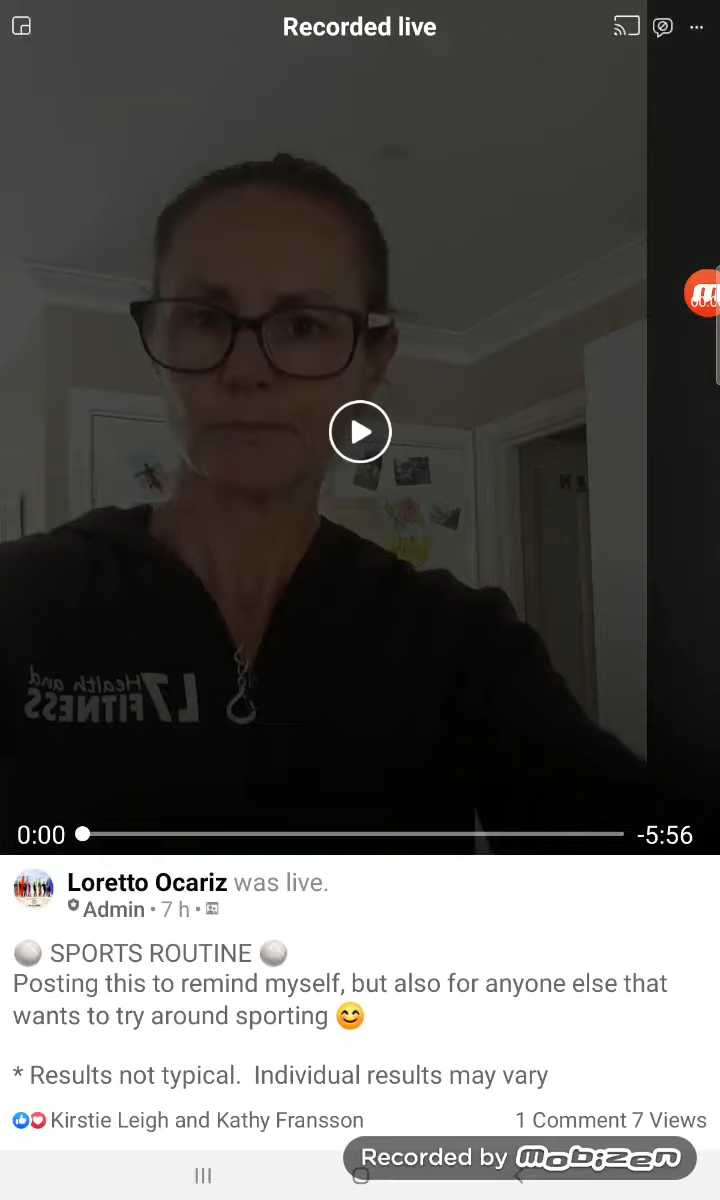 Recorded live
Health and
L7 FITNESS
0:00 -5:56
Loretto Ocariz was live.
Admin • 7 h •
SPORTS ROUTINE
Posting this to remind myself, but also for anyone else that
wants to try around sporting 😊
* Results not typical. Individual results may vary
Kirstie Leigh and Kathy Fransson 1 Comment 7 Views
Recorded by Mobizen